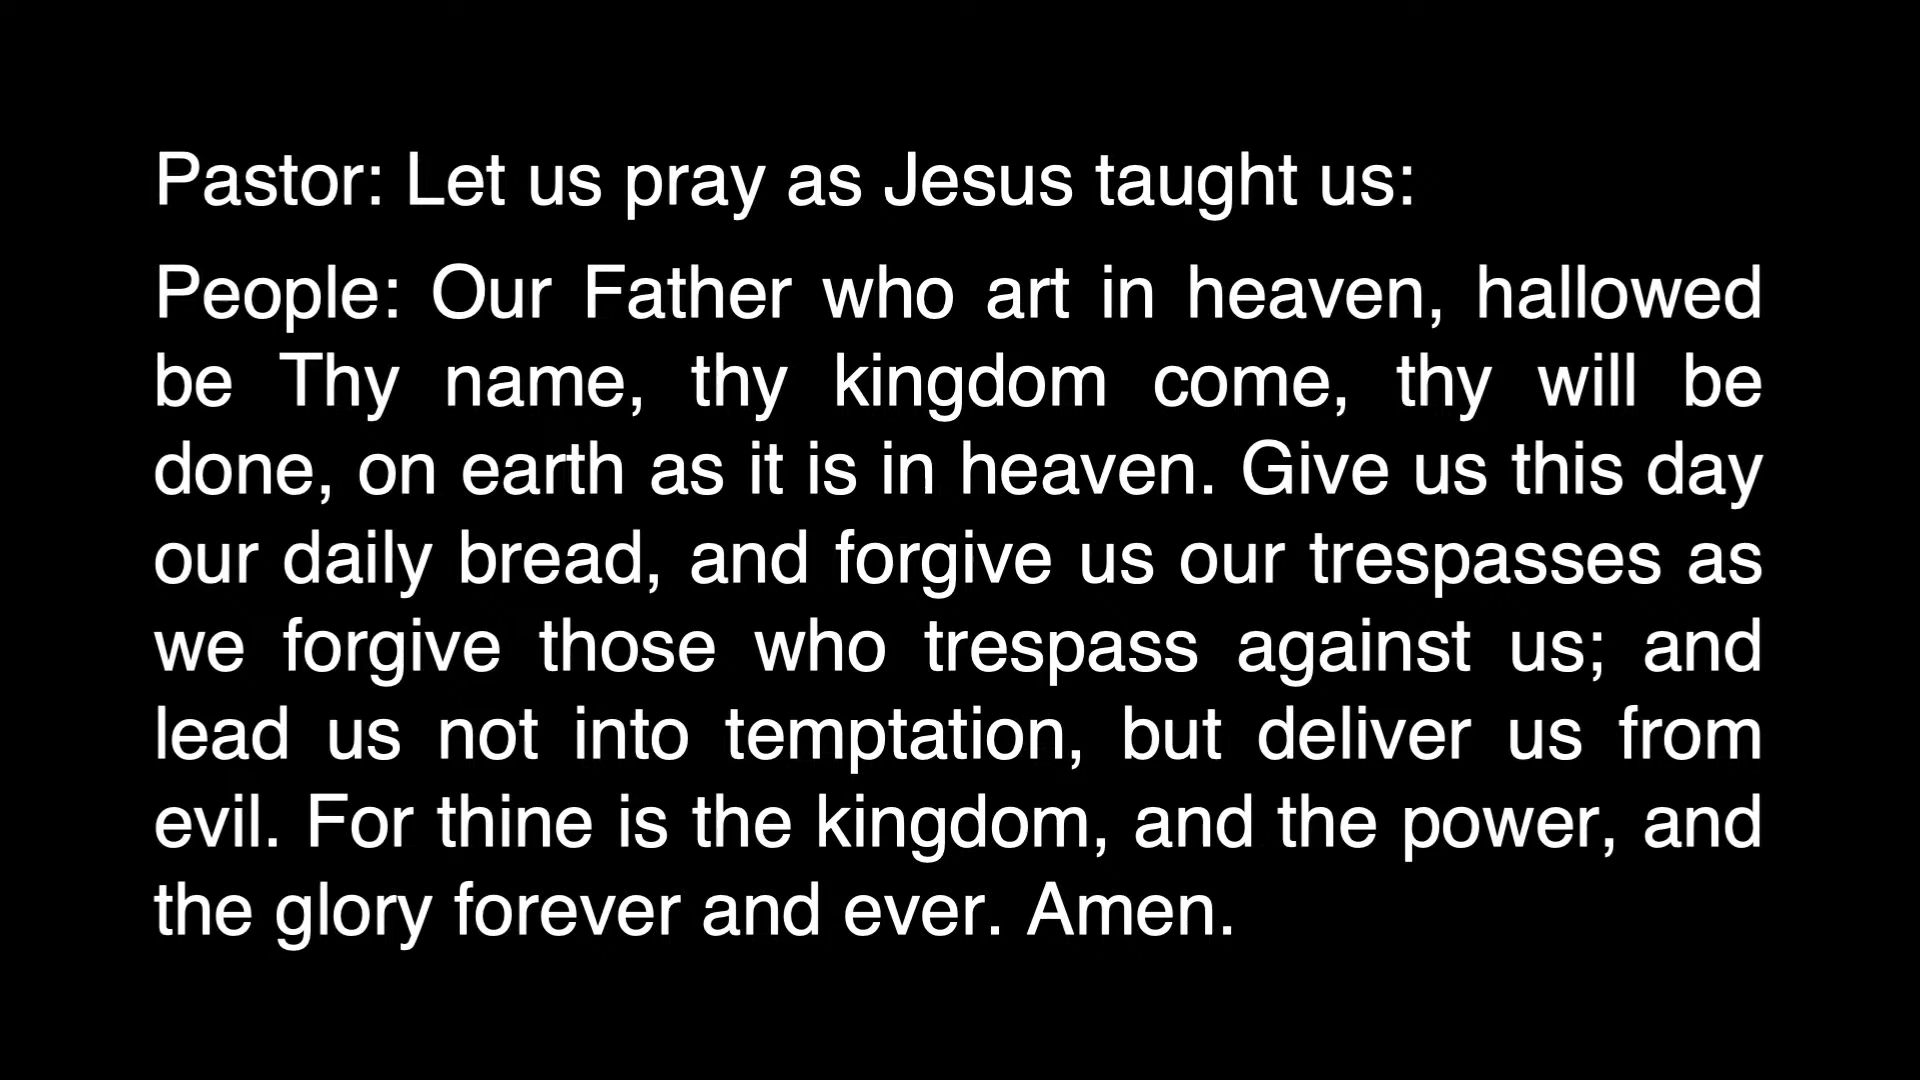 Pastor: Let us pray as Jesus taught us:
People: Our Father who art in heaven, hallowed
be Thy name, thy kingdom come, thy will be
done, on earth as it is in heaven. Give us this day
our daily bread, and forgive us our trespasses as
we forgive those who trespass against us; and
lead us not into temptation, but deliver us from
evil. For thine is the kingdom, and the power, and
the glory forever and ever. Amen.